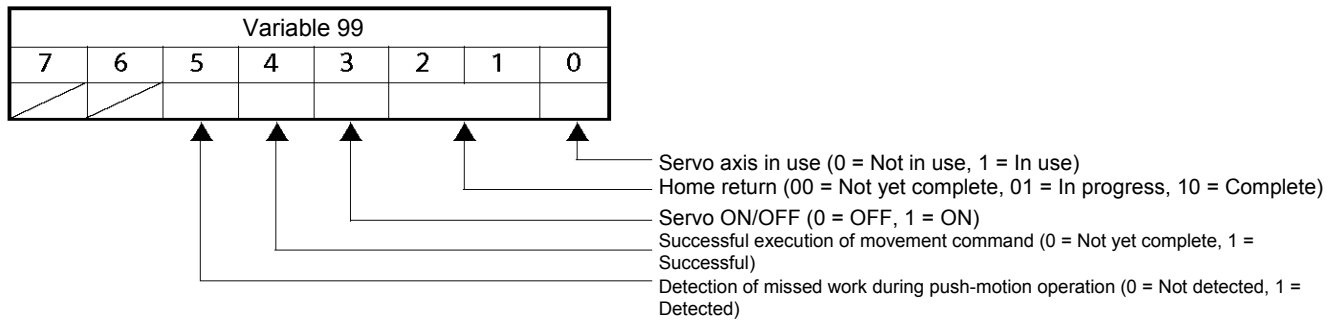 Variable 99
7 6 5 4 3 2 1 0
Servo axis in use (0 = Not in use, 1 = In use)
Home return (00 = Not yet complete, 01 = In progress, 10 = Complete)
Servo ON/OFF (0 = OFF, 1 = ON)
Successful execution of movement command (0 = Not yet complete, 1 =
Successful)
Detection of missed work during push-motion operation (0 = Not detected, 1 =
Detected)